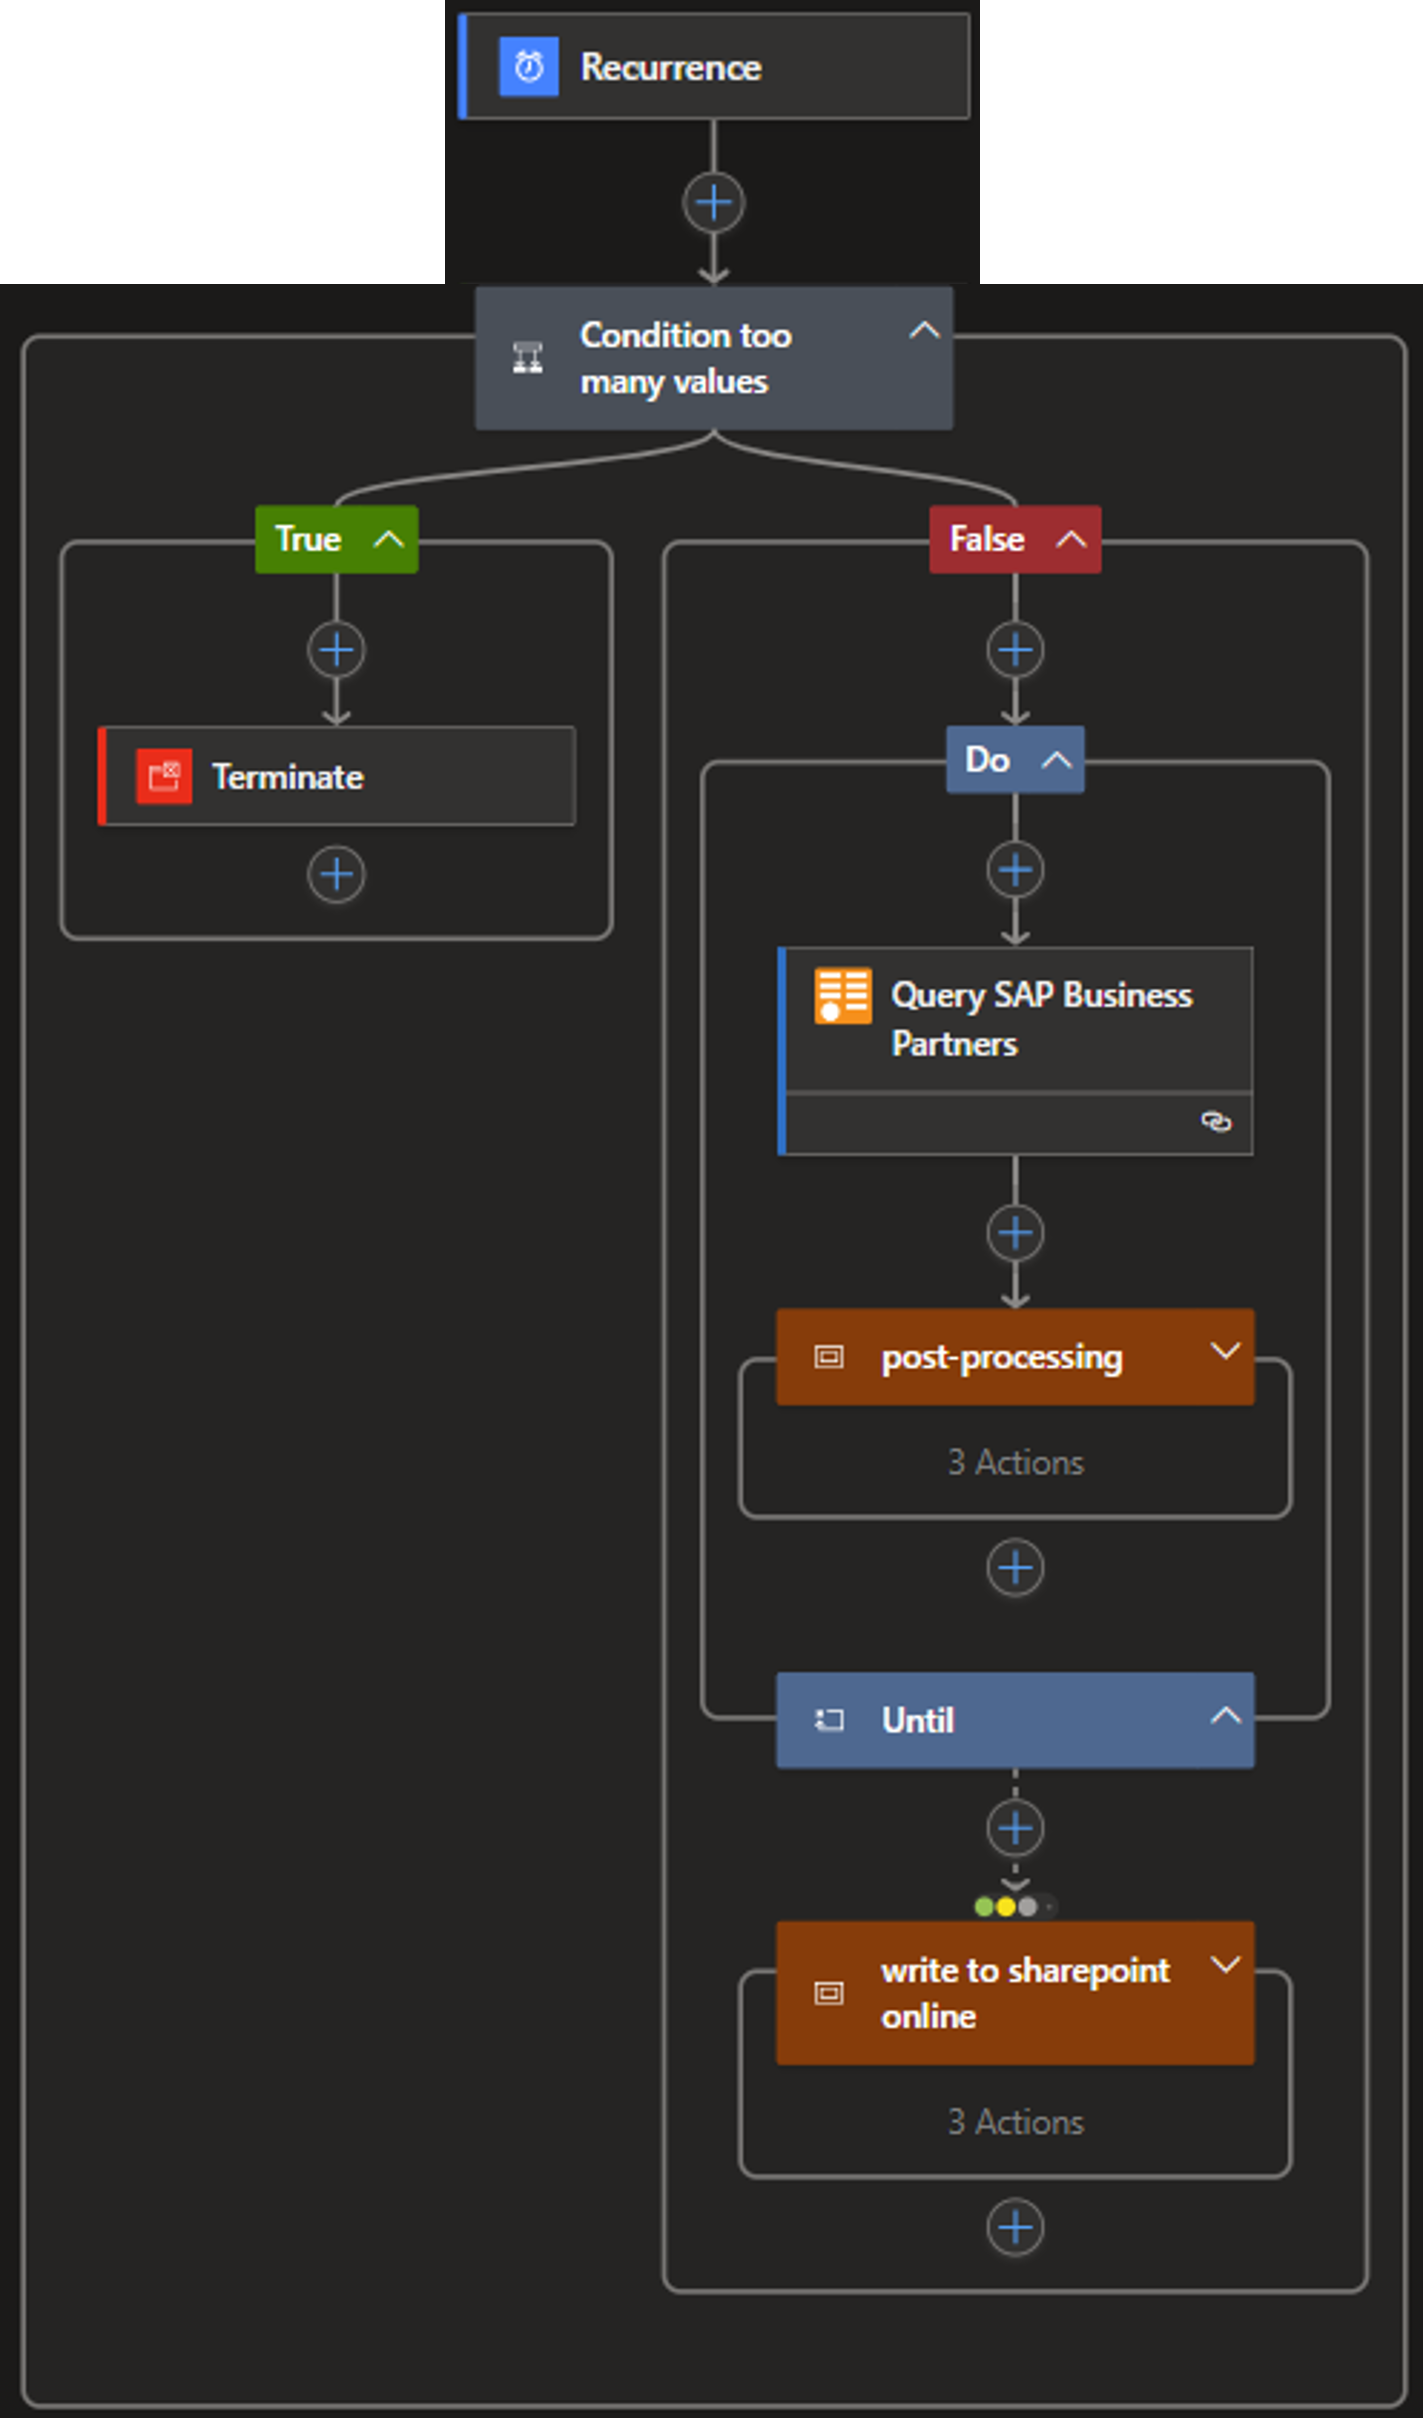 Recurrence
Condition too
many values
True
False
Terminate
Do
Query SAP Business
Partners
post-processing
3 Actions
Until
write to sharepoint
online
3 Actions